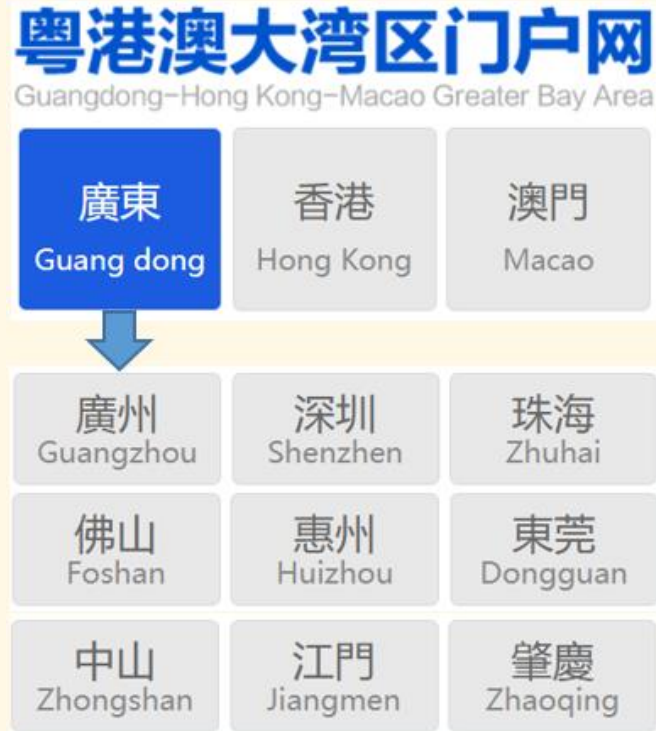 粤港澳大湾区门户网
Guangdong-Hong Kong-Macao Greater Bay Area
廣東
Guang dong
香港
Hong Kong
澳門
Macao
廣州
Guangzhou
深圳
Shenzhen
珠海
Zhuhai
佛山
Foshan
惠州
Huizhou
東莞
Dongguan
中山
Zhongshan
江門
Jiangmen
肇慶
Zhaoqing